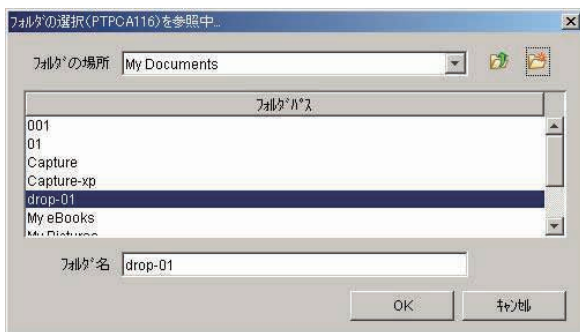 フォルダの選択(PTPCA116)を参照中...
ﾌｫﾙﾀﾞの場所 My Documents
ﾌｫﾙﾀﾞﾊﾟｽ
001
01
Capture
Capture-xp
drop-01
My eBooks
My Pictures
ﾌｫﾙﾀﾞ名 drop-01
OK ｷｬﾝｾﾙ